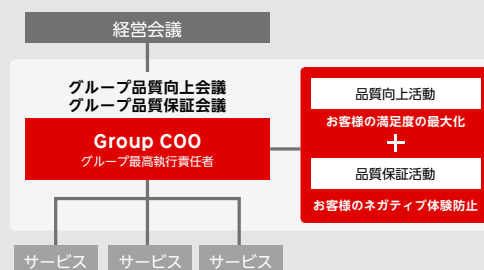 経営会議
グループ品質向上会議
グループ品質保証会議
Group COO
グループ最高執行責任者
品質向上活動
お客様の満足度の最大化
+
品質保証活動
お客様のネガティブ体験防止
サービス
サービス
サービス